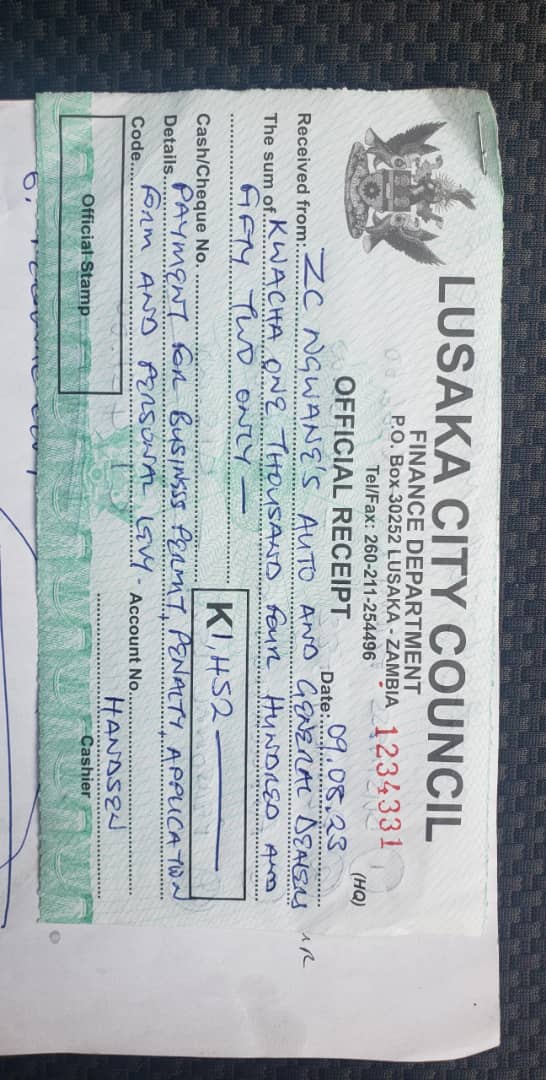 LUSAKA CITY COUNCIL
FINANCE DEPARTMENT
P.O. Box 30252 LUSAKA - ZAMBIA
1234331
Tel/Fax: 260-211-254496
(HQ)
OFFICIAL RECEIPT
Date: 09.08.23
Received from: ZC NGWANE'S AUTO AND GENERAL DEALERS
The sum of KWACHA ONE THOUSAND FOUR HUNDRED AND
FIFTY TWO ONLY —
K1,452 —
Cash/Cheque No.
Details PAYMENT FOR BUSINESS PERMIT, PENALTY, APPLICATION
Code FORM AND PERSONAL LEVY - Account No.
HANDSEN
Official Stamp
Cashier